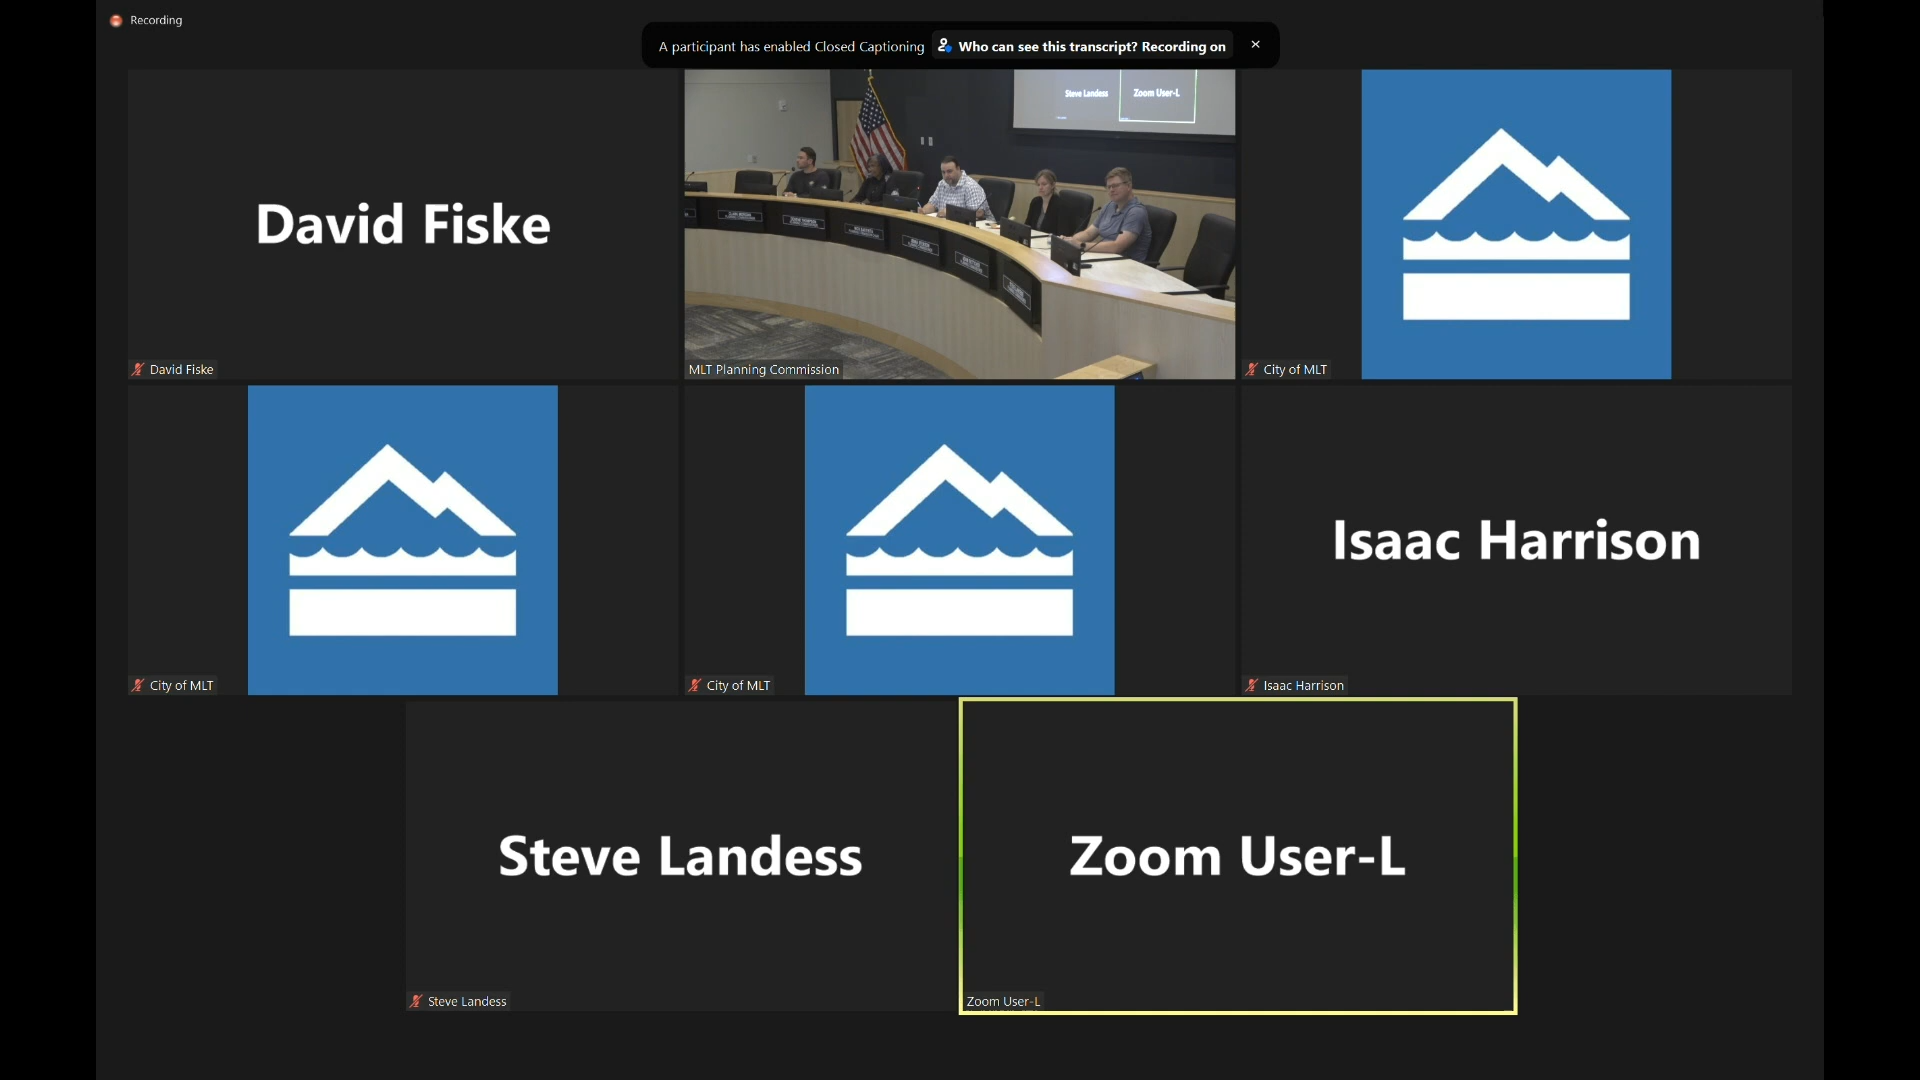 Recording
A participant has enabled Closed Captioning Who can see this transcript? Recording on
David Fiske
David Fiske
Steve Landess Zoom User-L
MLT Planning Commission
City of MLT
City of MLT
City of MLT
Isaac Harrison
Isaac Harrison
Steve Landess
Steve Landess
Zoom User-L
Zoom User-L